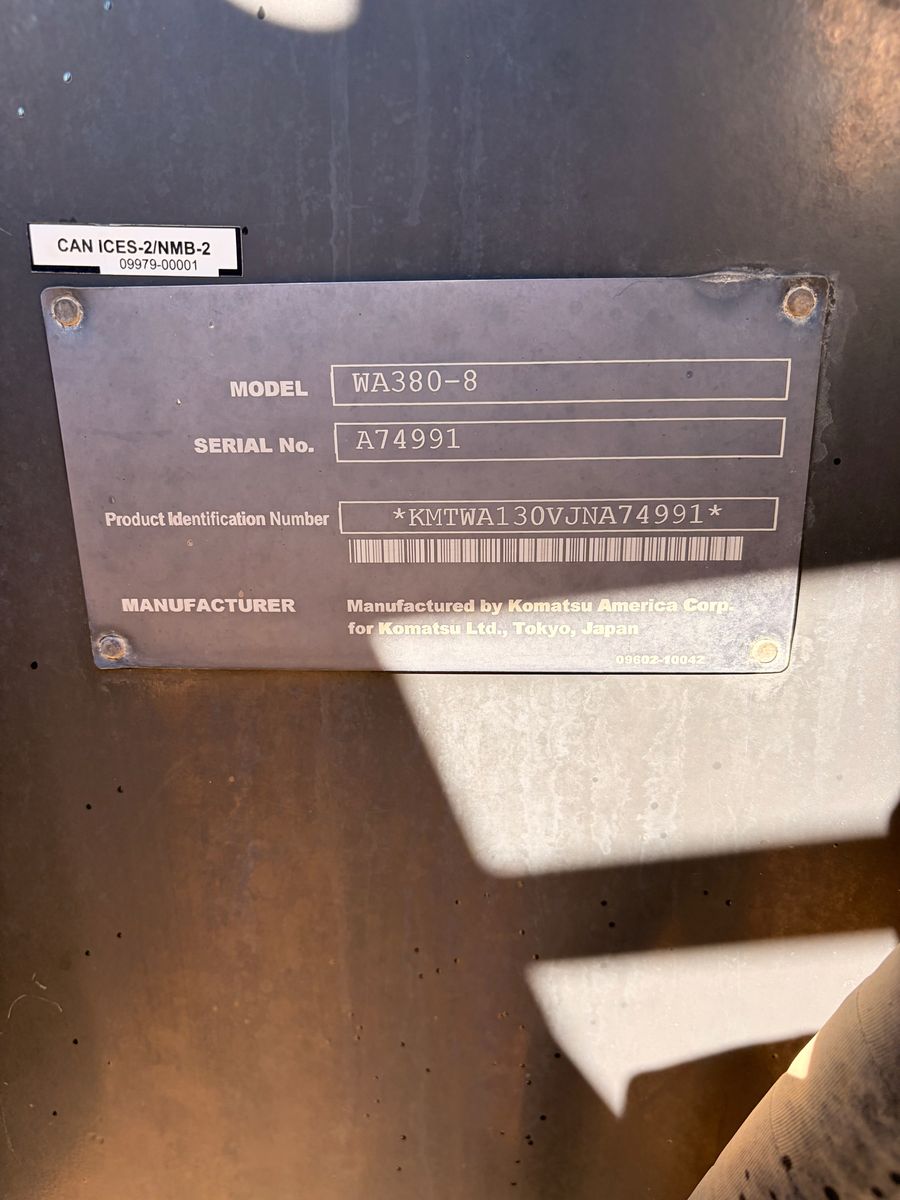 CAN ICES-2/NMB-2
09979-00001
MODEL WA380-8
SERIAL No. A74991
Product Identification Number *KMTWA130VJNA74991*
MANUFACTURER Manufactured by Komatsu America Corp.
for Komatsu Ltd., Tokyo, Japan
09602-10042